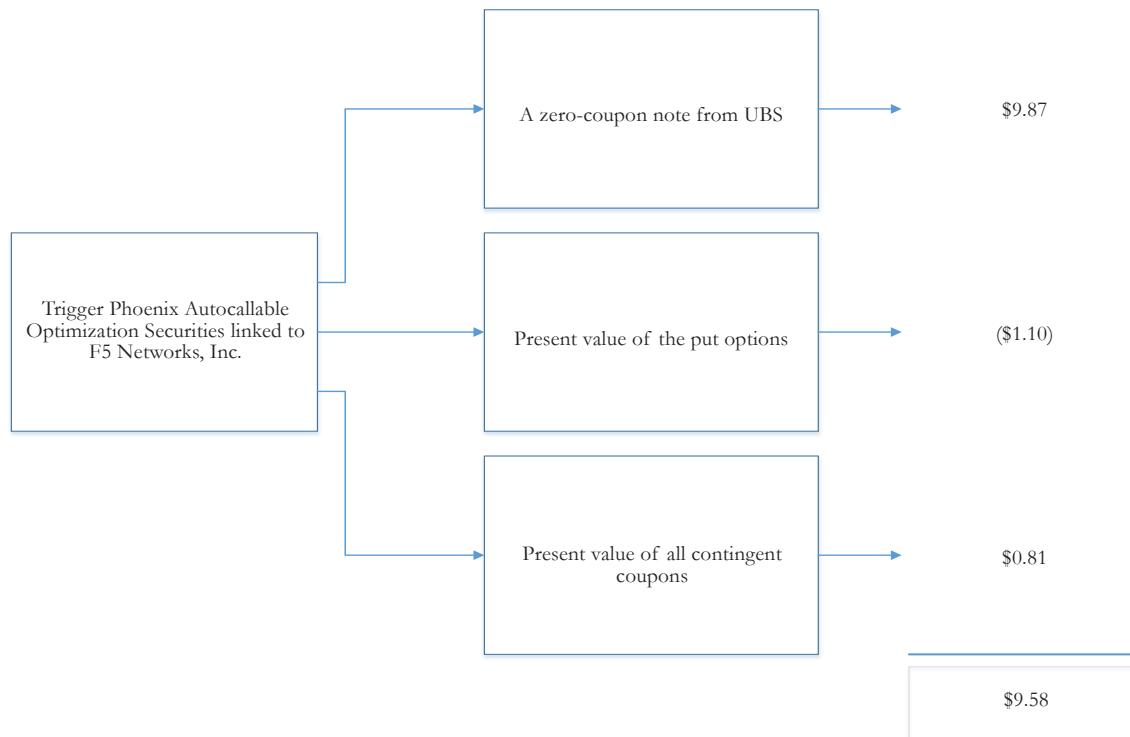 A zero-coupon note from UBS
$9.87
Trigger Phoenix Autocallable
Optimization Securities linked to
F5 Networks, Inc.
Present value of the put options
($1.10)
Present value of all contingent
coupons
$0.81
$9.58